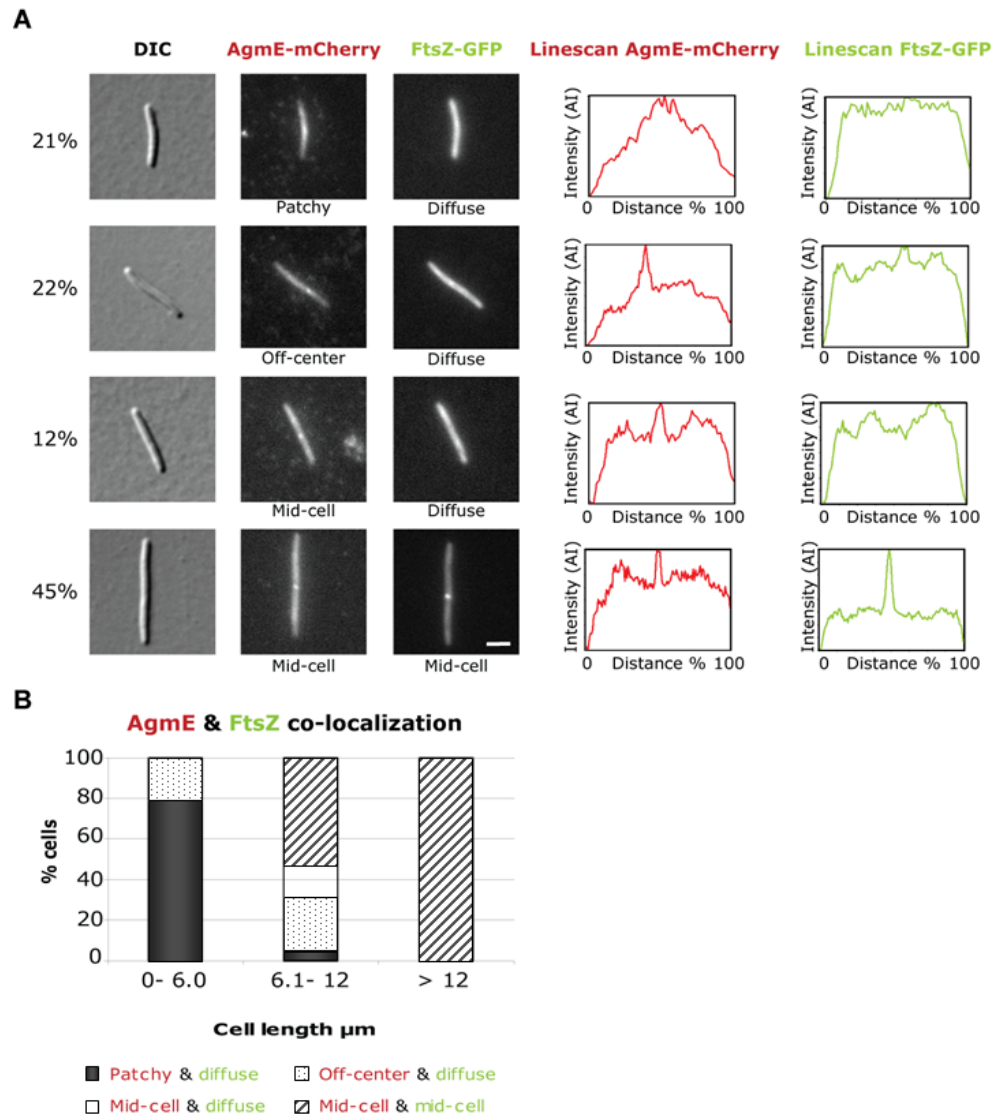 A
DIC AgmE-mCherry FtsZ-GFP Linescan AgmE-mCherry Linescan FtsZ-GFP
21%
Patchy Diffuse
Intensity (AI) 0 Distance % 100
Intensity (AI) 0 Distance % 100
22%
Off-center Diffuse
Intensity (AI) 0 Distance % 100
Intensity (AI) 0 Distance % 100
12%
Mid-cell Diffuse
Intensity (AI) 0 Distance % 100
Intensity (AI) 0 Distance % 100
45%
Mid-cell Mid-cell
Intensity (AI) 0 Distance % 100
Intensity (AI) 0 Distance % 100
B
AgmE & FtsZ co-localization
% cells
100
80
60
40
20
0
0- 6.0 6.1- 12 > 12
Cell length µm
Patchy & diffuse Off-center & diffuse
Mid-cell & diffuse Mid-cell & mid-cell